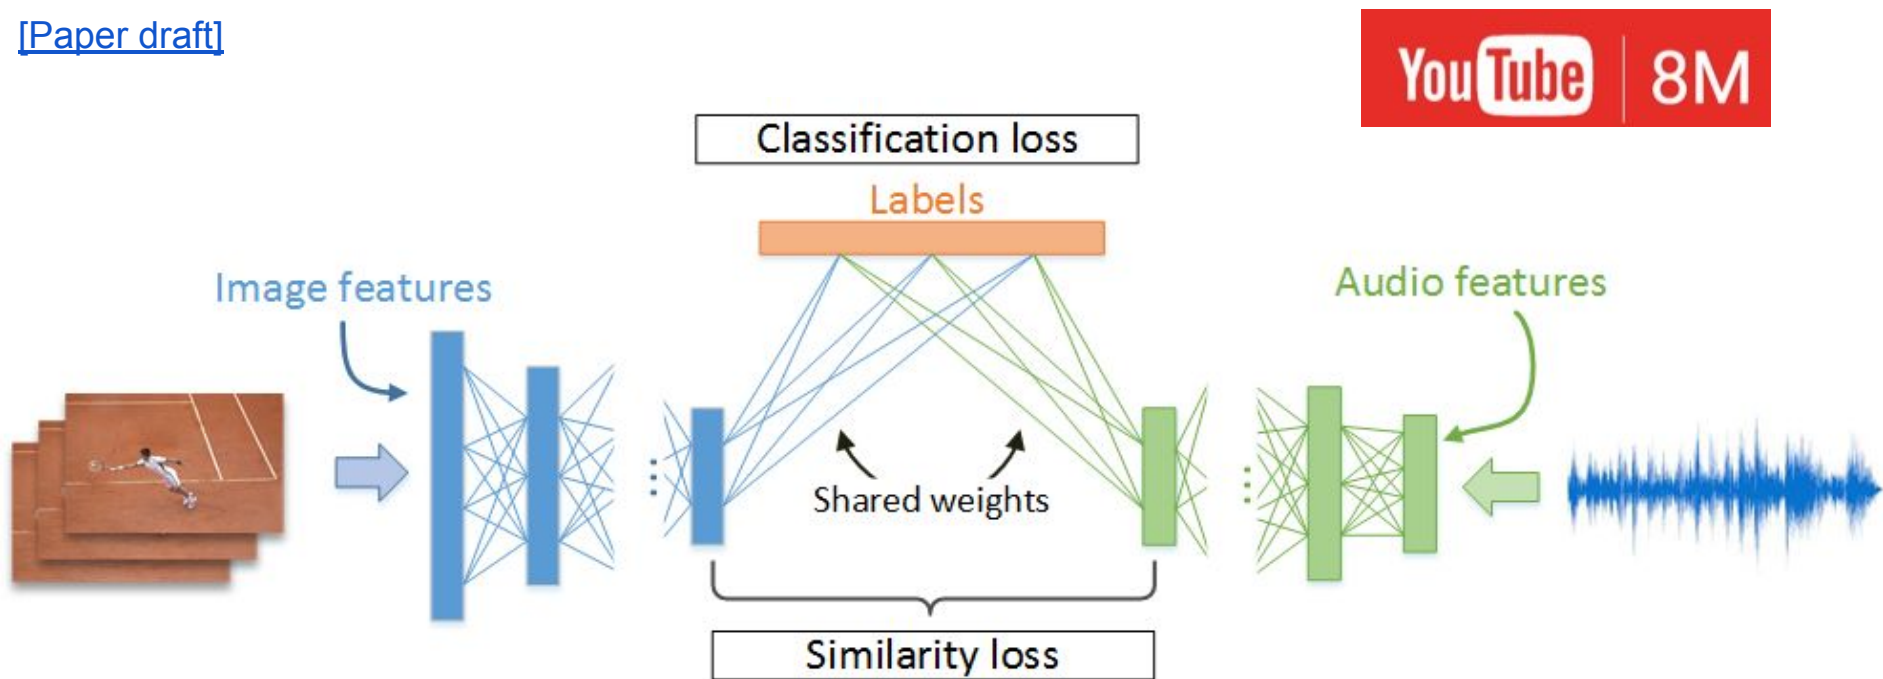 [Paper draft]
YouTube 8M
Classification loss
Labels
Image features
Audio features
Shared weights
Similarity loss